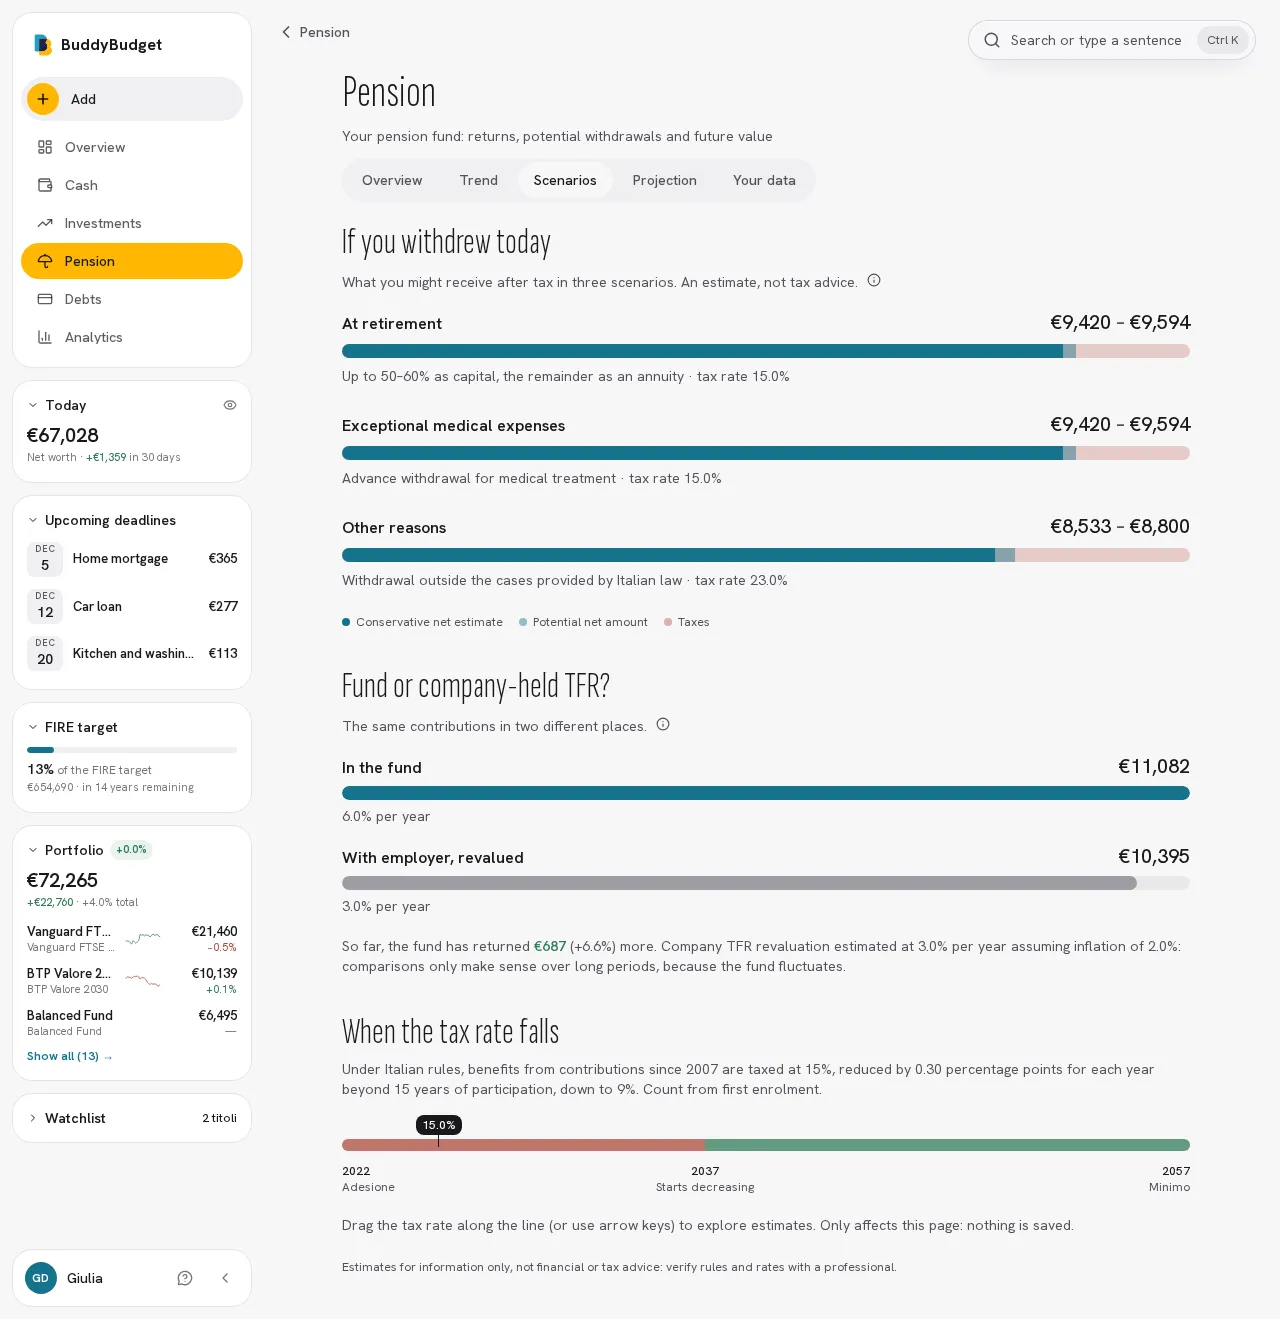 BuddyBudget
Add
Overview
Cash
Investments
Pension
Debts
Analytics
Today
€67,028
Net worth · +€1,359 in 30 days
Upcoming deadlines
DEC
5
Home mortgage €365
DEC
12
Car loan €277
DEC
20
Kitchen and washin... €113
FIRE target
13% of the FIRE target
€654,690 · in 14 years remaining
Portfolio +0.0%
€72,265
+€22,760 · +4.0% total
Vanguard FT... €21,460
Vanguard FTSE ... -0.5%
BTP Valore 2... €10,139
BTP Valore 2030 +0.1%
Balanced Fund €6,495
Balanced Fund —
Show all (13) →
Watchlist 2 titoli
GD Giulia
Pension
Search or type a sentence Ctrl K
Pension
Your pension fund: returns, potential withdrawals and future value
Overview Trend Scenarios Projection Your data
If you withdrew today
What you might receive after tax in three scenarios. An estimate, not tax advice.
At retirement €9,420 – €9,594
Up to 50–60% as capital, the remainder as an annuity · tax rate 15.0%
Exceptional medical expenses €9,420 – €9,594
Advance withdrawal for medical treatment · tax rate 15.0%
Other reasons €8,533 – €8,800
Withdrawal outside the cases provided by Italian law · tax rate 23.0%
Conservative net estimate Potential net amount Taxes
Fund or company-held TFR?
The same contributions in two different places.
In the fund €11,082
6.0% per year
With employer, revalued €10,395
3.0% per year
So far, the fund has returned €687 (+6.6%) more. Company TFR revaluation estimated at 3.0% per year assuming inflation of 2.0%:
comparisons only make sense over long periods, because the fund fluctuates.
When the tax rate falls
Under Italian rules, benefits from contributions since 2007 are taxed at 15%, reduced by 0.30 percentage points for each year
beyond 15 years of participation, down to 9%. Count from first enrolment.
15.0%
2022 2037 2057
Adesione Starts decreasing Minimo
Drag the tax rate along the line (or use arrow keys) to explore estimates. Only affects this page: nothing is saved.
Estimates for information only, not financial or tax advice: verify rules and rates with a professional.